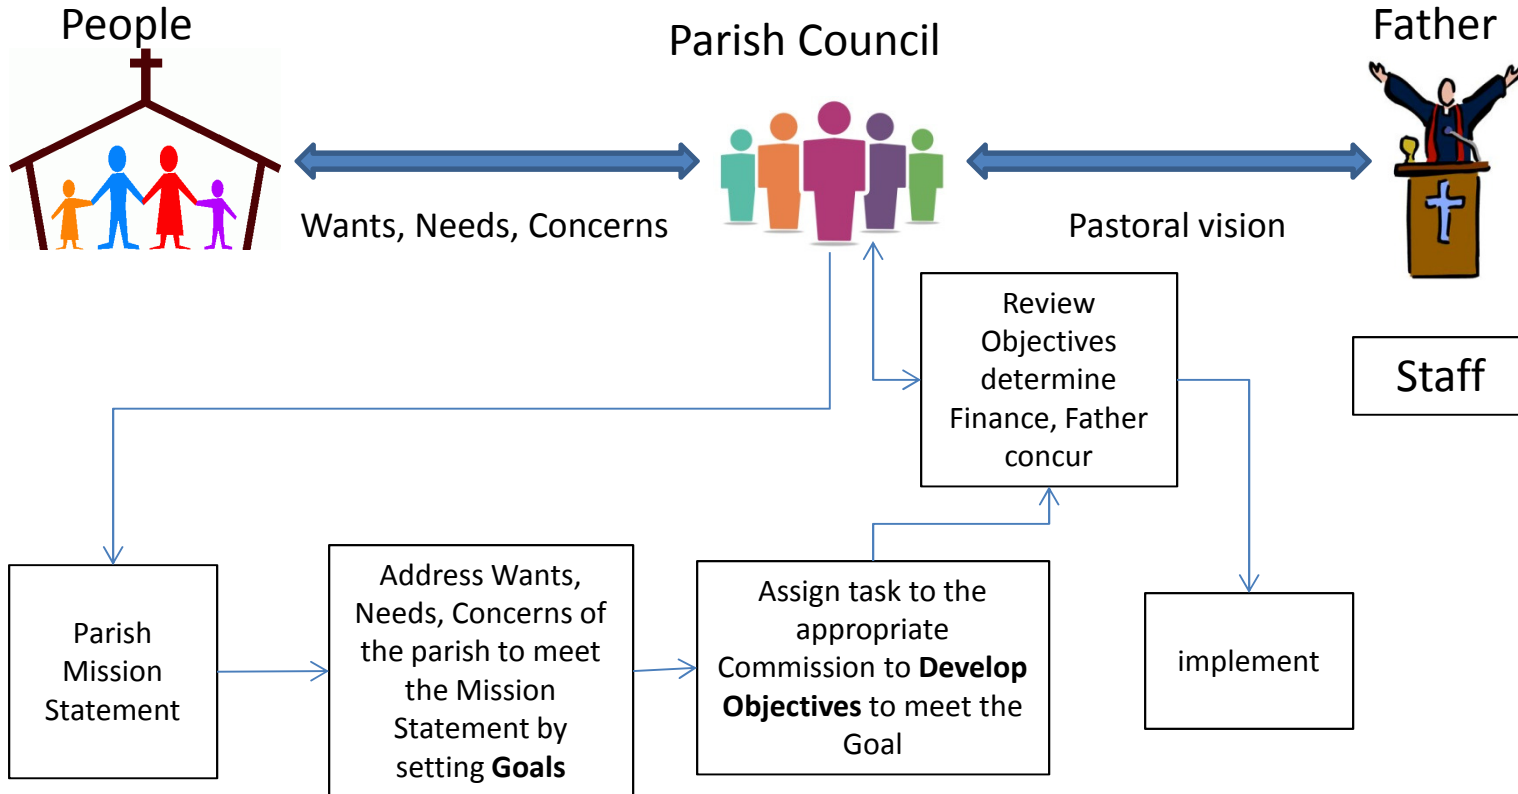 People
Parish Council
Father
Wants, Needs, Concerns
Pastoral vision
Review
Objectives
determine
Finance, Father
concur
Staff
Parish
Mission
Statement
Address Wants,
Needs, Concerns of
the parish to meet
the Mission
Statement by
setting Goals
Assign task to the
appropriate
Commission to Develop
Objectives to meet the
Goal
implement